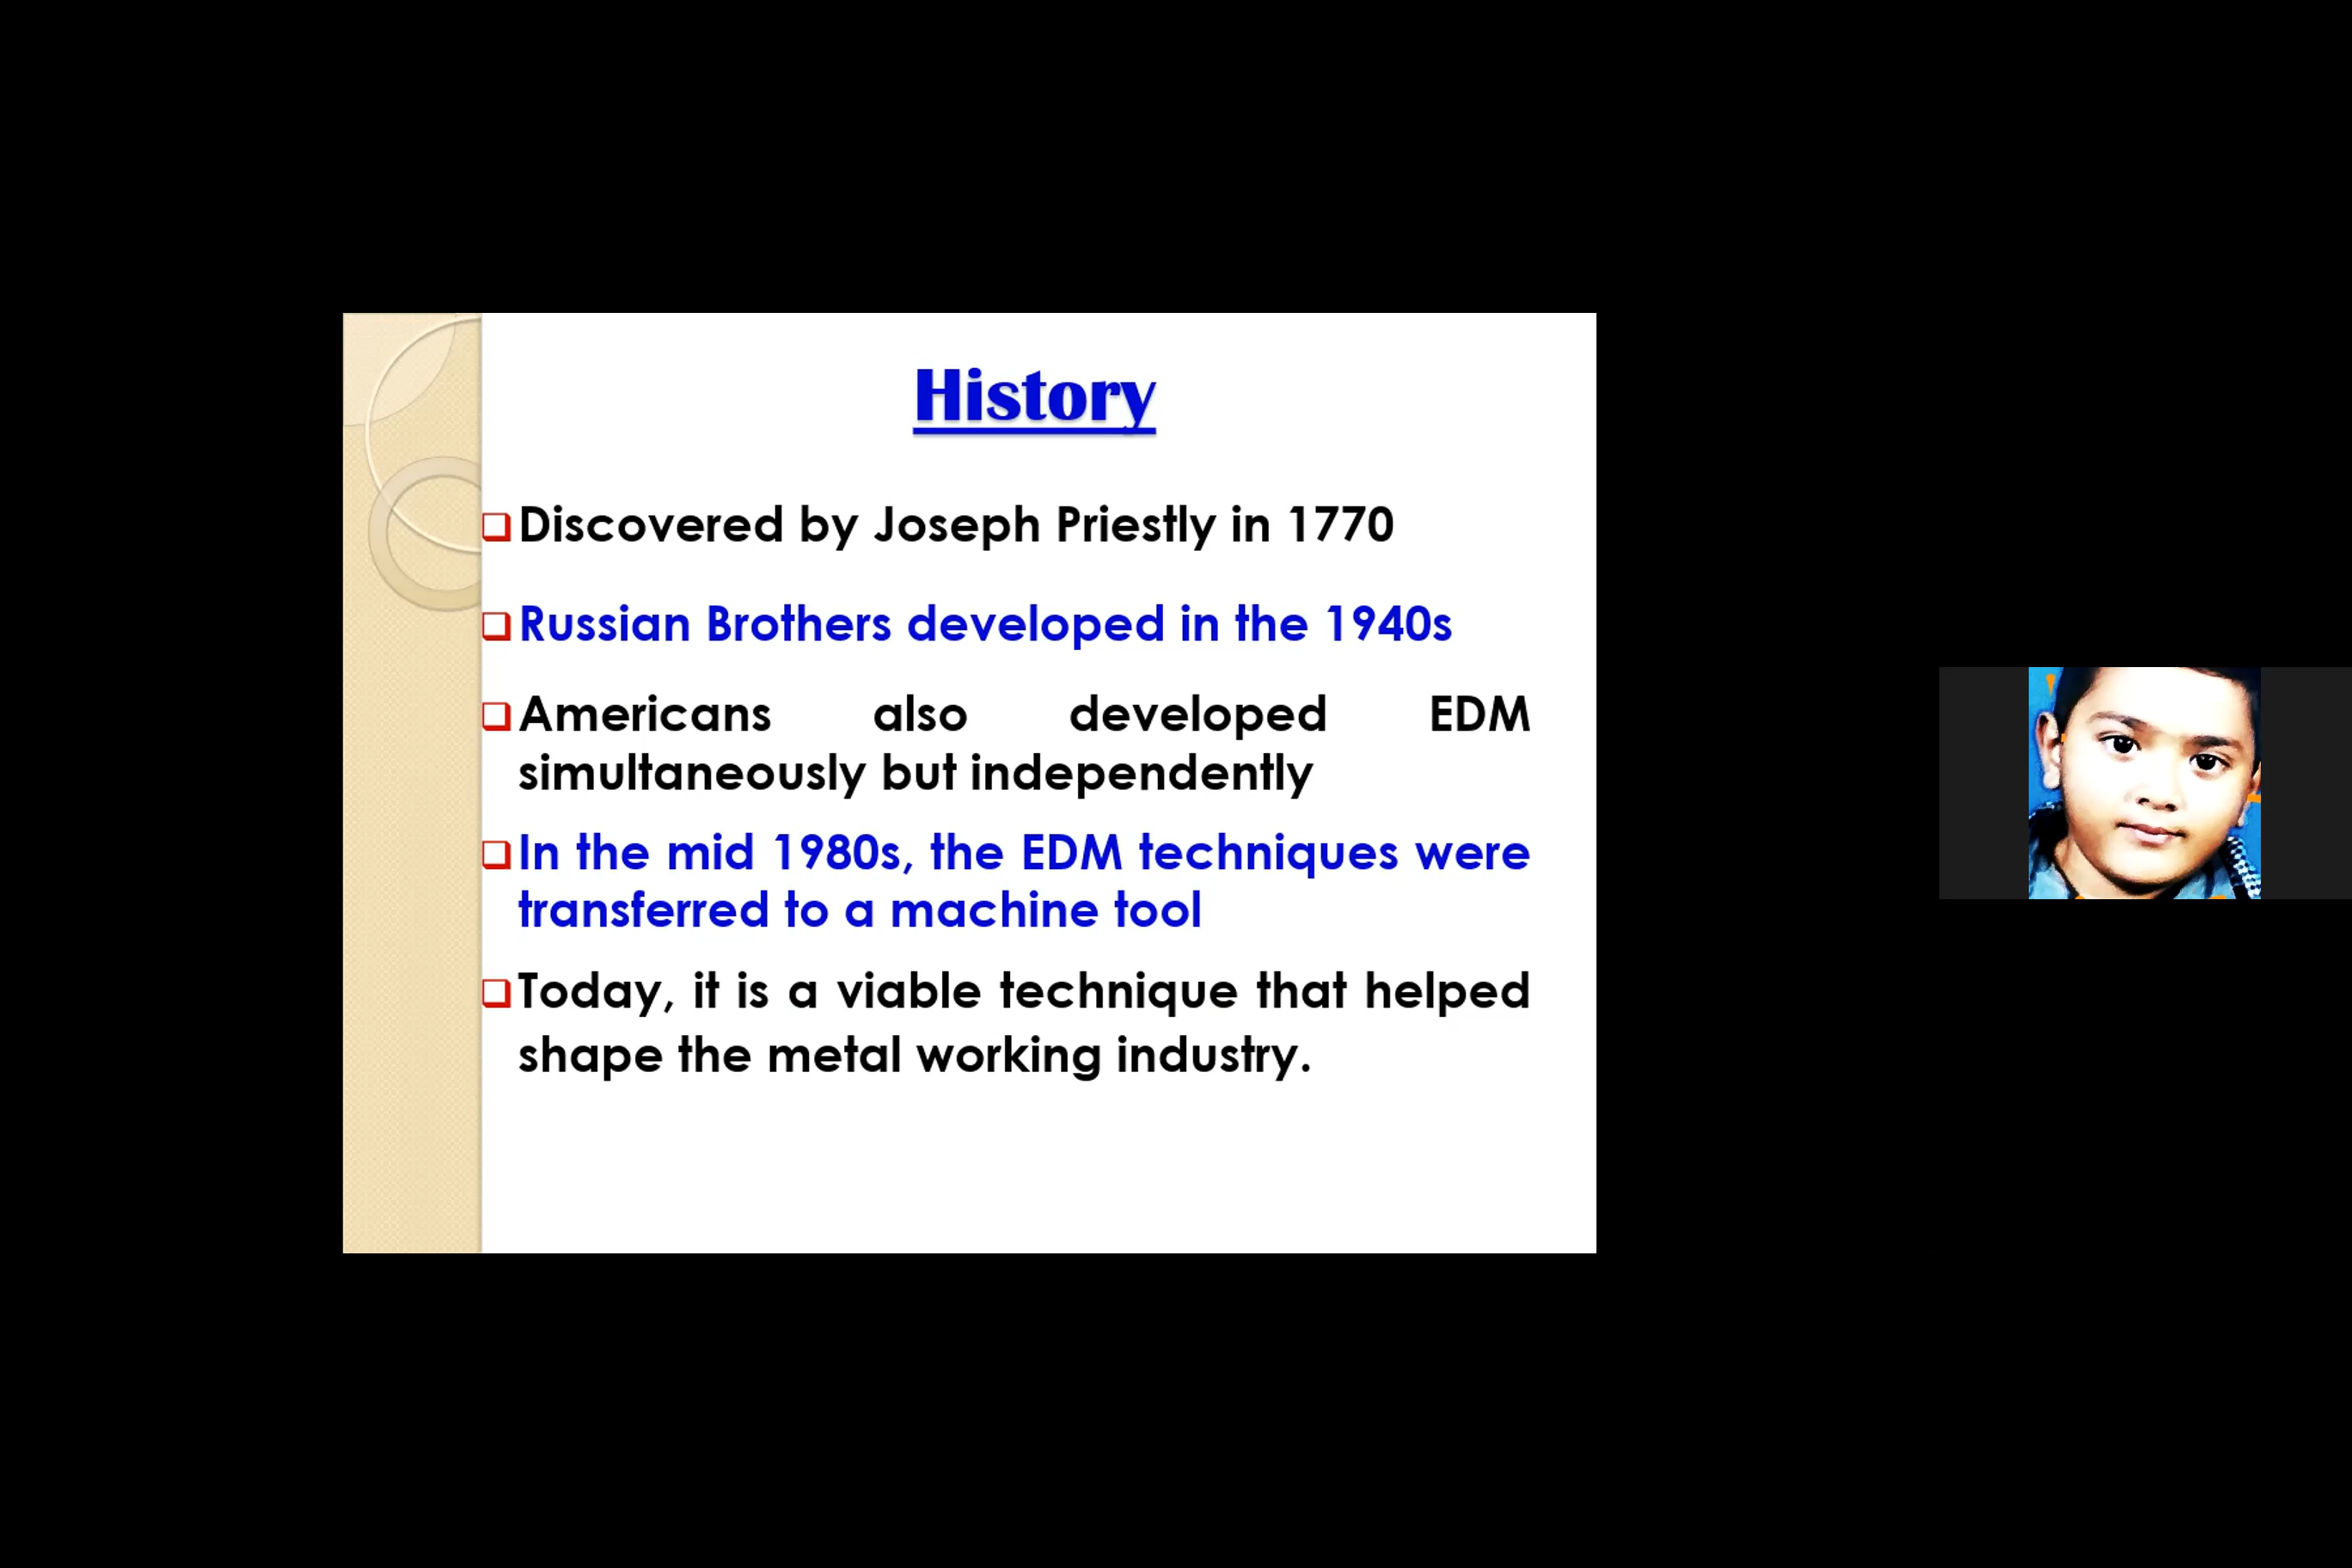 History
Discovered by Joseph Priestly in 1770
Russian Brothers developed in the 1940s
Americans also developed EDM
simultaneously but independently
In the mid 1980s, the EDM techniques were
transferred to a machine tool
Today, it is a viable technique that helped
shape the metal working industry.